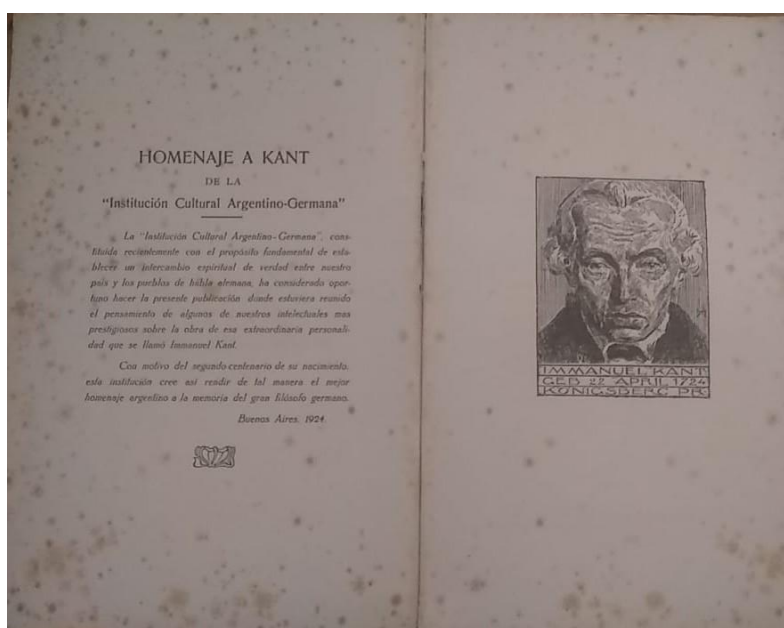 HOMENAJE A KANT
DE LA
"Institución Cultural Argentino-Germana"
La "Institución Cultural Argentino-Germana", cons-
tituida recientemente con el propósito fundamental de esta-
blecer un intercambio espiritual de verdad entre nuestro
país y los pueblos de habla alemana, ha considerado opor-
tuno hacer la presente publicación donde estuviera reunido
el pensamiento de algunos de nuestros intelectuales mas
prestigiosos sobre la obra de esa extraordinaria personali-
dad que se llamó Immanuel Kant.
Con motivo del segundo centenario de su nacimiento,
esta institución cree así rendir de tal manera el mejor
homenaje argentino a la memoria del gran filósofo germano.
Buenos Aires, 1924.
IMMANUEL KANT
GEB 22 APRIL 1724
KÖNIGSBERG PR.